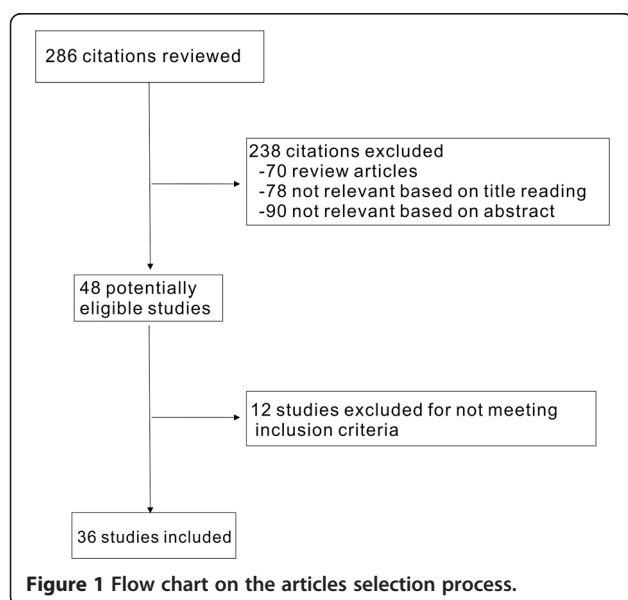 286 citations reviewed
238 citations excluded
-70 review articles
-78 not relevant based on title reading
-90 not relevant based on abstract
48 potentially
eligible studies
12 studies excluded for not meeting
inclusion criteria
36 studies included
Figure 1 Flow chart on the articles selection process.